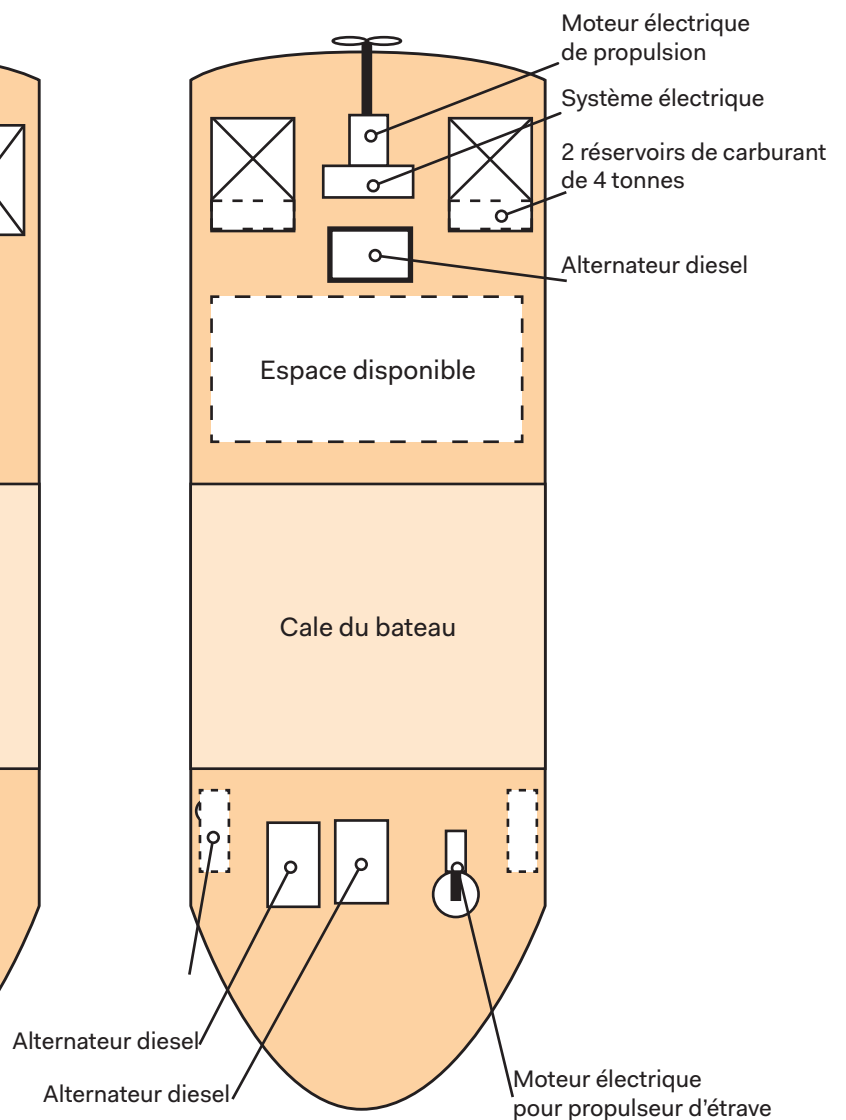 Moteur électrique
de propulsion
Système électrique
2 réservoirs de carburant
de 4 tonnes
Alternateur diesel
Espace disponible
Cale du bateau
Alternateur diesel
Alternateur diesel
Moteur électrique
pour propulseur d’étrave